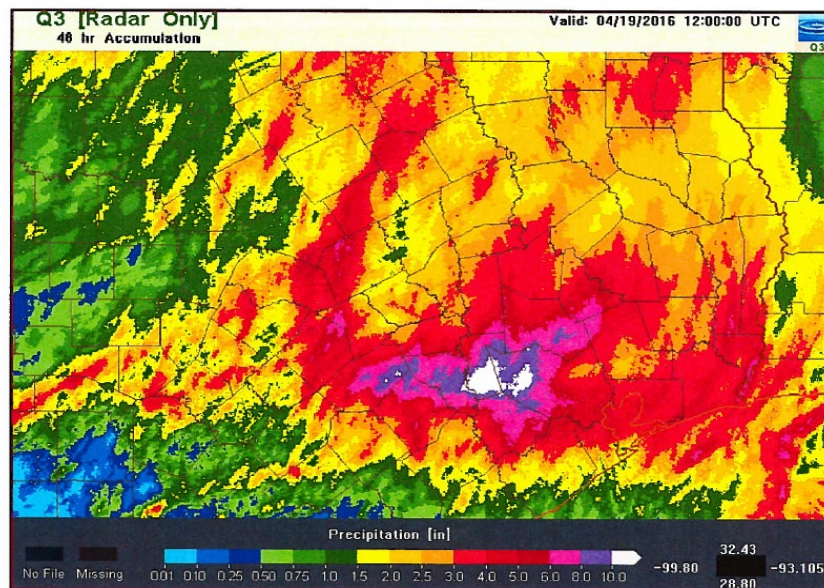 Q3 [Radar Only]
Valid: 04/19/2016 12:00:00 UTC
48 hr Accumulation
Q3
Precipitation [in]
No File Missing 0.01 0.10 0.25 0.50 0.75 1.0 1.5 2.0 2.5 3.0 4.0 5.0 6.0 8.0 10.0
32.43
-99.80 -93.105
28.80